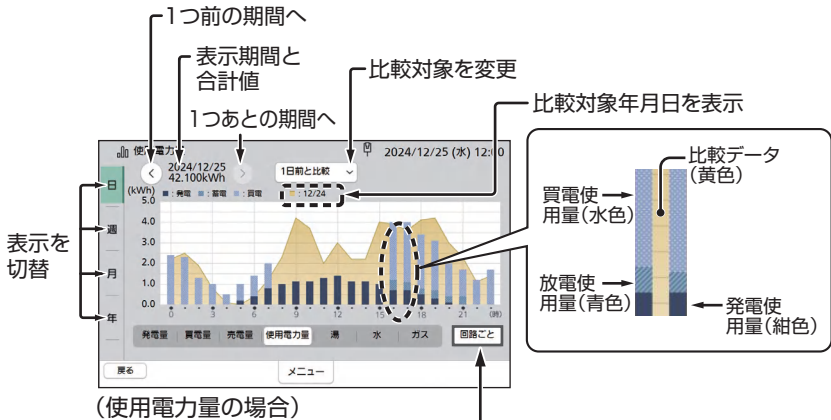 1つ前の期間へ
表示期間と
合計値
1つあとの期間へ
比較対象を変更
比較対象年月日を表示
使用電力
2024/12/25
42.100kWh
1日前と比較
2024/12/25 (水) 12:00
(kWh)
:発電 :蓄電 :買電 :12/24
5.0
4.0
3.0
2.0
1.0
0.0
0 3 6 9 12 15 18 21 (時)
日
週
月
年
表示を
切替
発電量 買電量 売電量 使用電力量 湯 水 ガス 回路ごと
戻る メニュー
(使用電力量の場合)
比較データ
(黄色)
買電使
用量(水色)
放電使
用量(青色)
発電使
用量(紺色)